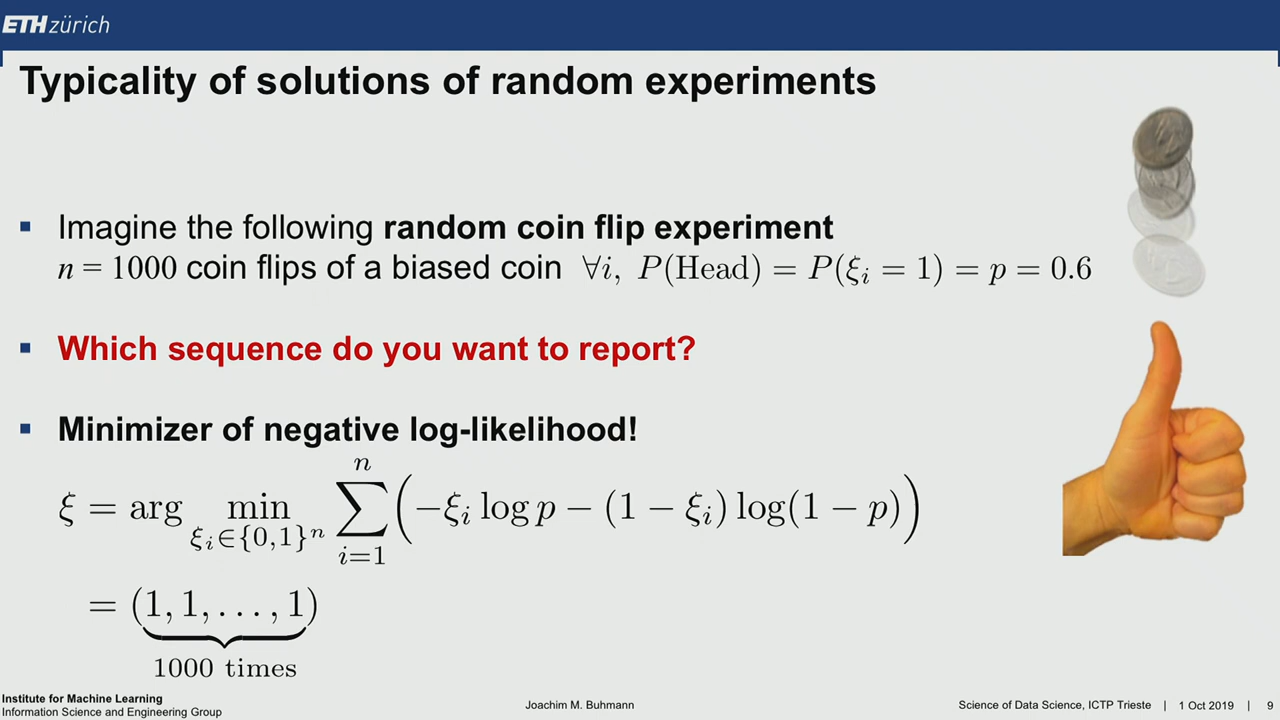 ETH zürich
Typicality of solutions of random experiments
Imagine the following random coin flip experiment
n = 1000 coin flips of a biased coin ∀i, P(Head) = P(ξᵢ = 1) = p = 0.6
Which sequence do you want to report?
Minimizer of negative log-likelihood!
ξ = arg min_{ξᵢ∈{0,1}ⁿ} ∑_{i=1}^{n} (−ξᵢ log p − (1 − ξᵢ) log(1 − p))
= (1, 1, . . . , 1)
1000 times
Institute for Machine Learning
Information Science and Engineering Group
Joachim M. Buhmann
Science of Data Science, ICTP Trieste | 1 Oct 2019 | 9